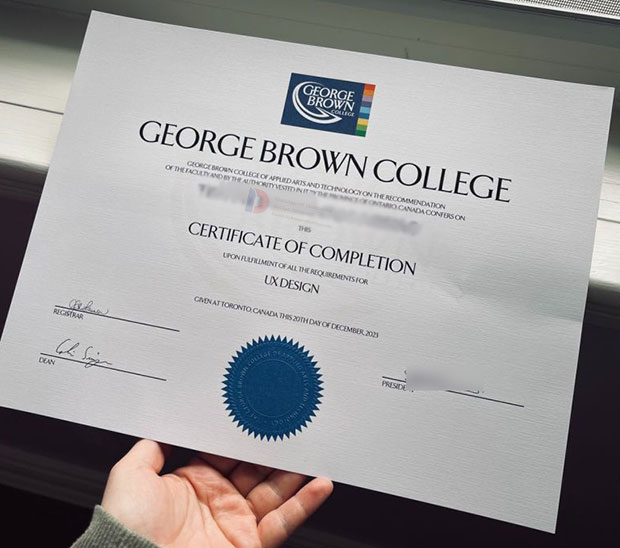 GEORGE
BROWN
COLLEGE
GEORGE BROWN COLLEGE
GEORGE BROWN COLLEGE OF APPLIED ARTS AND TECHNOLOGY ON THE RECOMMENDATION
OF THE FACULTY AND BY THE AUTHORITY VESTED IN IT BY THE PROVINCE OF ONTARIO, CANADA CONFERS ON
THIS
CERTIFICATE OF COMPLETION
UPON FULFILLMENT OF ALL THE REQUIREMENTS FOR
UX DESIGN
GIVEN AT TORONTO, CANADA THIS 20TH DAY OF DECEMBER, 2023
REGISTRAR
DEAN
PRESIDENT